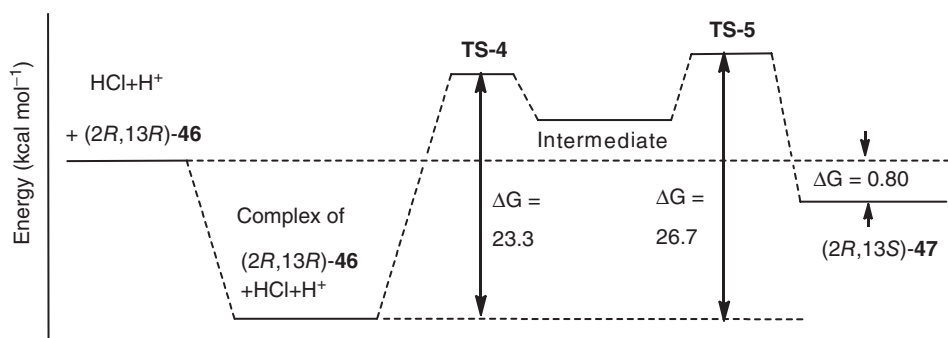 Energy (kcal mol⁻¹)
HCl+H⁺
+ (2R,13R)-46
Complex of
(2R,13R)-46
+HCl+H⁺
TS-4
ΔG =
23.3
Intermediate
TS-5
ΔG =
26.7
ΔG = 0.80
(2R,13S)-47